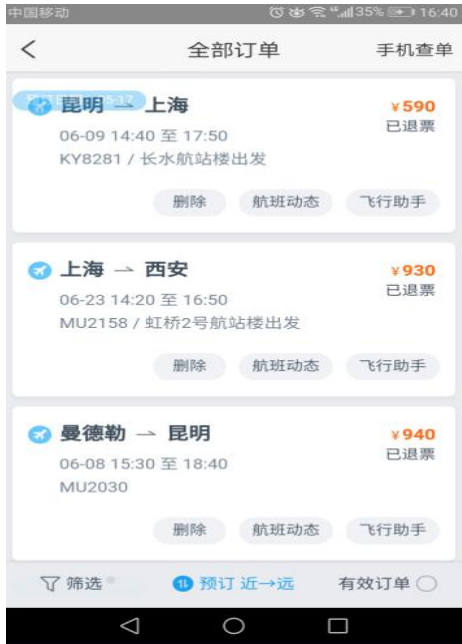 中国移动 35% 16:40
全部订单 手机查单
昆明 → 上海 ¥590
06-09 14:40 至 17:50 已退票
KY8281 / 长水航站楼出发
删除 航班动态 飞行助手
上海 → 西安 ¥930
06-23 14:20 至 16:50 已退票
MU2158 / 虹桥2号航站楼出发
删除 航班动态 飞行助手
曼德勒 → 昆明 ¥940
06-08 15:30 至 18:40 已退票
MU2030
删除 航班动态 飞行助手
筛选 预订 近→远 有效订单